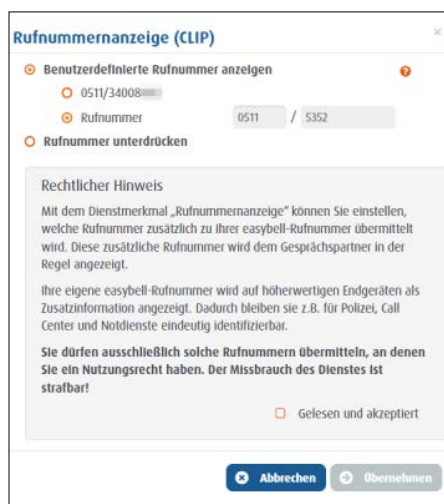 Rufnummernanzeige (CLIP)
Benutzerdefinierte Rufnummer anzeigen
0511/34008
Rufnummer 0511 / 5352
Rufnummer unterdrücken
Rechtlicher Hinweis
Mit dem Dienstmerkmal „Rufnummernanzeige" können Sie einstellen,
welche Rufnummer zusätzlich zu Ihrer easybell-Rufnummer übermittelt
wird. Diese zusätzliche Rufnummer wird dem Gesprächspartner in der
Regel angezeigt.
Ihre eigene easybell-Rufnummer wird auf höherwertigen Endgeräten als
Zusatzinformation angezeigt. Dadurch bleiben sie z.B. für Polizei, Call
Center und Notdienste eindeutig identifizierbar.
Sie dürfen ausschließlich solche Rufnummern übermitteln, an denen
Sie ein Nutzungsrecht haben. Der Missbrauch des Dienstes ist
strafbar!
Gelesen und akzeptiert
Abbrechen Übernehmen